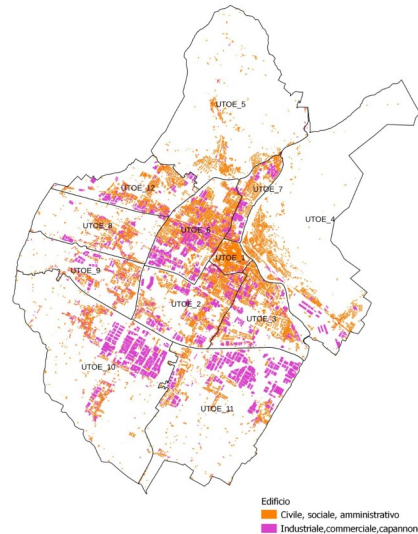 UTOE_5
UTOE_7
UTOE_12
UTOE_4
UTOE_8
UTOE_6
UTOE_1
UTOE_9
UTOE_2
UTOE_3
UTOE_10
UTOE_11
Edificio
Civile, sociale, amministrativo
Industriale,commerciale,capannon